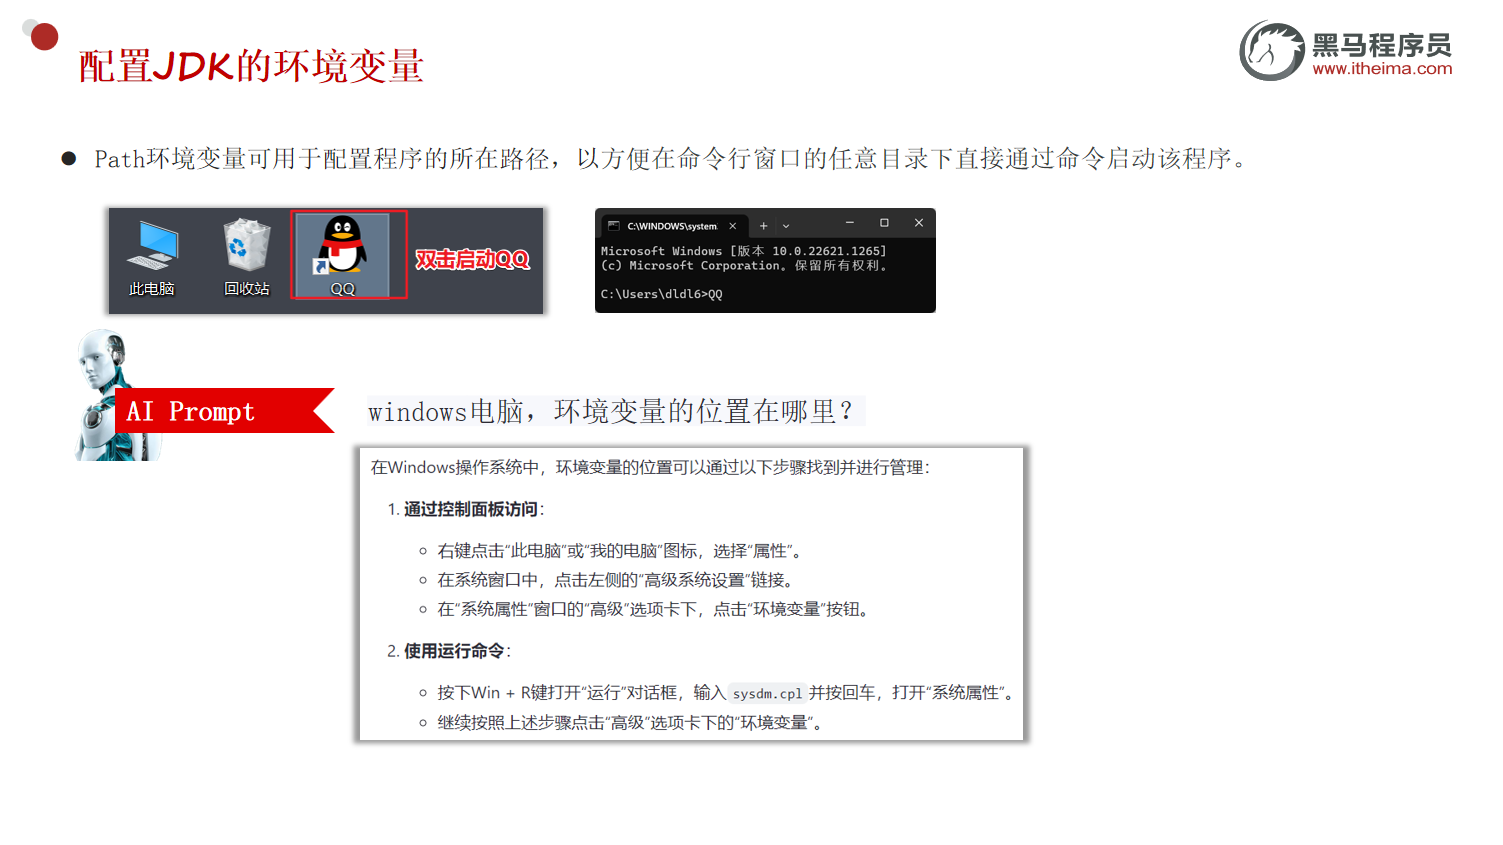 配置JDK的环境变量
黑马程序员
www.itheima.com
● Path环境变量可用于配置程序的所在路径，以方便在命令行窗口的任意目录下直接通过命令启动该程序。
此电脑
回收站
QQ
双击启动QQ
C:\WINDOWS\system
Microsoft Windows [版本 10.0.22621.1265]
(c) Microsoft Corporation。保留所有权利。
C:\Users\dldl6>QQ
AI Prompt
windows电脑，环境变量的位置在哪里？
在Windows操作系统中，环境变量的位置可以通过以下步骤找到并进行管理：
1. 通过控制面板访问：
○ 右键点击“此电脑”或“我的电脑”图标，选择“属性”。
○ 在系统窗口中，点击左侧的“高级系统设置”链接。
○ 在“系统属性”窗口的“高级”选项卡下，点击“环境变量”按钮。
2. 使用运行命令：
○ 按下Win + R键打开“运行”对话框，输入 sysdm.cpl 并按回车，打开“系统属性”。
○ 继续按照上述步骤点击“高级”选项卡下的“环境变量”。